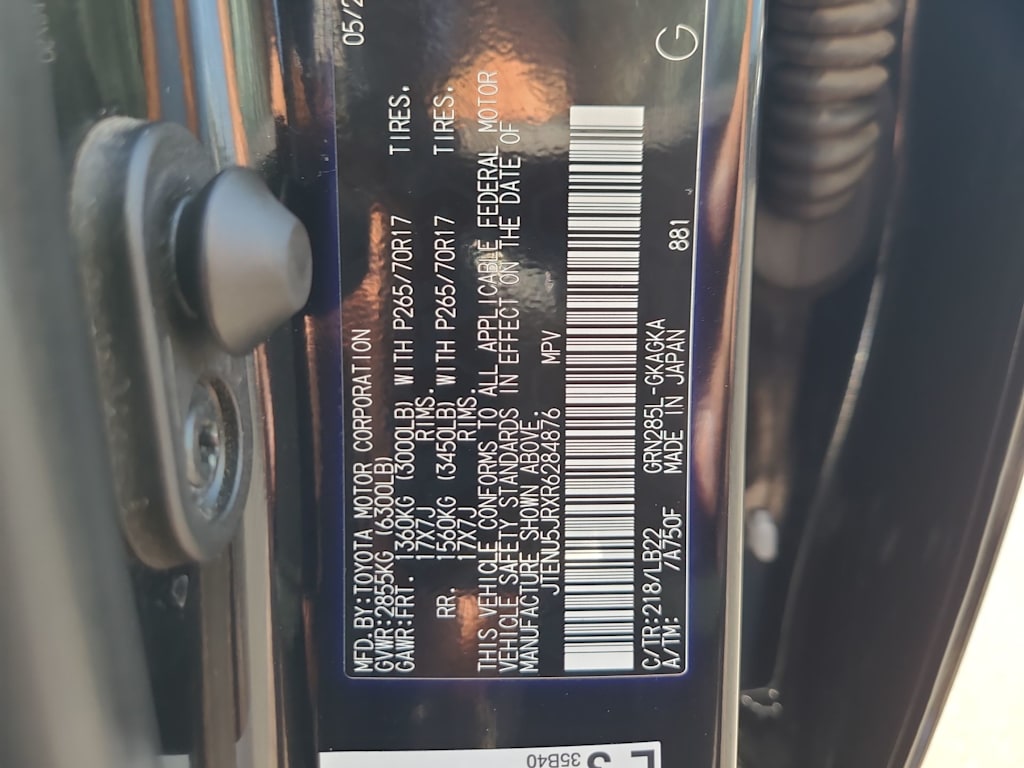 05/2
MFD.BY:TOYOTA MOTOR CORPORATION
GVWR:2855KG (6300LB)
GAWR:FRT. 1360KG (3000LB) WITH P265/70R17 TIRES.
17X7J RIMS.
RR. 1560KG (3450LB) WITH P265/70R17 TIRES.
17X7J RIMS.
THIS VEHICLE CONFORMS TO ALL APPLICABLE FEDERAL MOTOR
VEHICLE SAFETY STANDARDS IN EFFECT ON THE DATE OF
MANUFACTURE SHOWN ABOVE.
JTENU5JRXR6284876 MPV
C/TR:218/LB22 GRN285L-GKAGKA 881
A/TM: /A750F MADE IN JAPAN
G
35B40